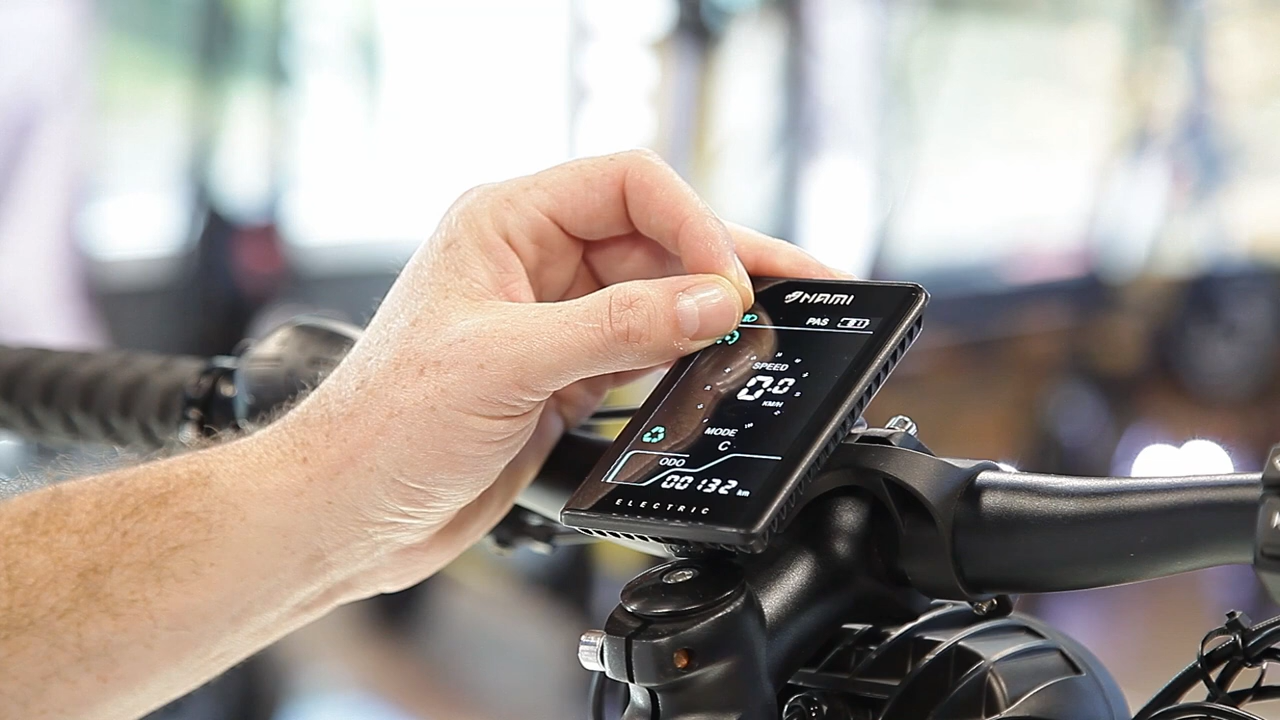 NAMI
PAS
SPEED
0.0
KM/H
MODE
C
ODO
00132 km
ELECTRIC